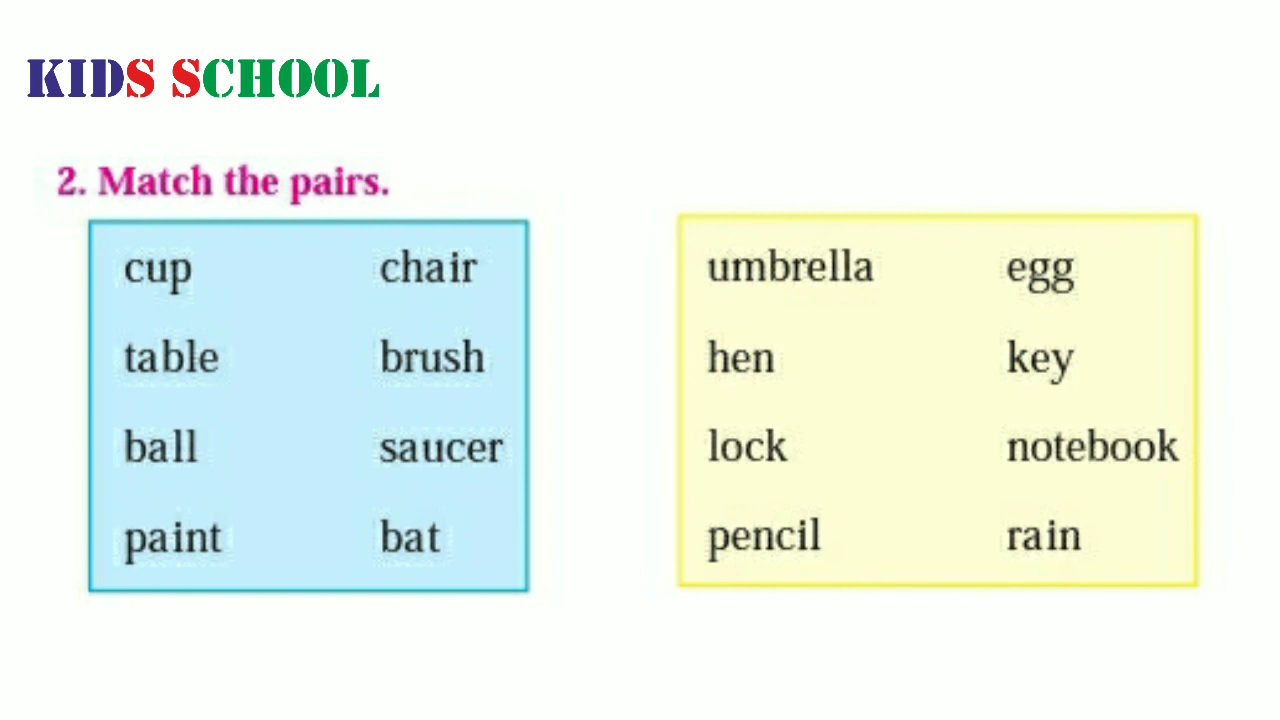 KIDS SCHOOL
2. Match the pairs.
cup chair
table brush
ball saucer
paint bat
umbrella egg
hen key
lock notebook
pencil rain